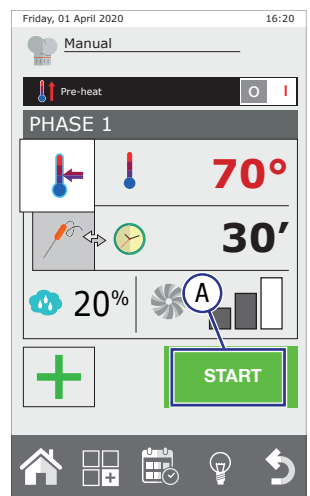 Friday, 01 April 2020 16:20
Manual
Pre-heat O I
PHASE 1
70°
30′
20% A
START